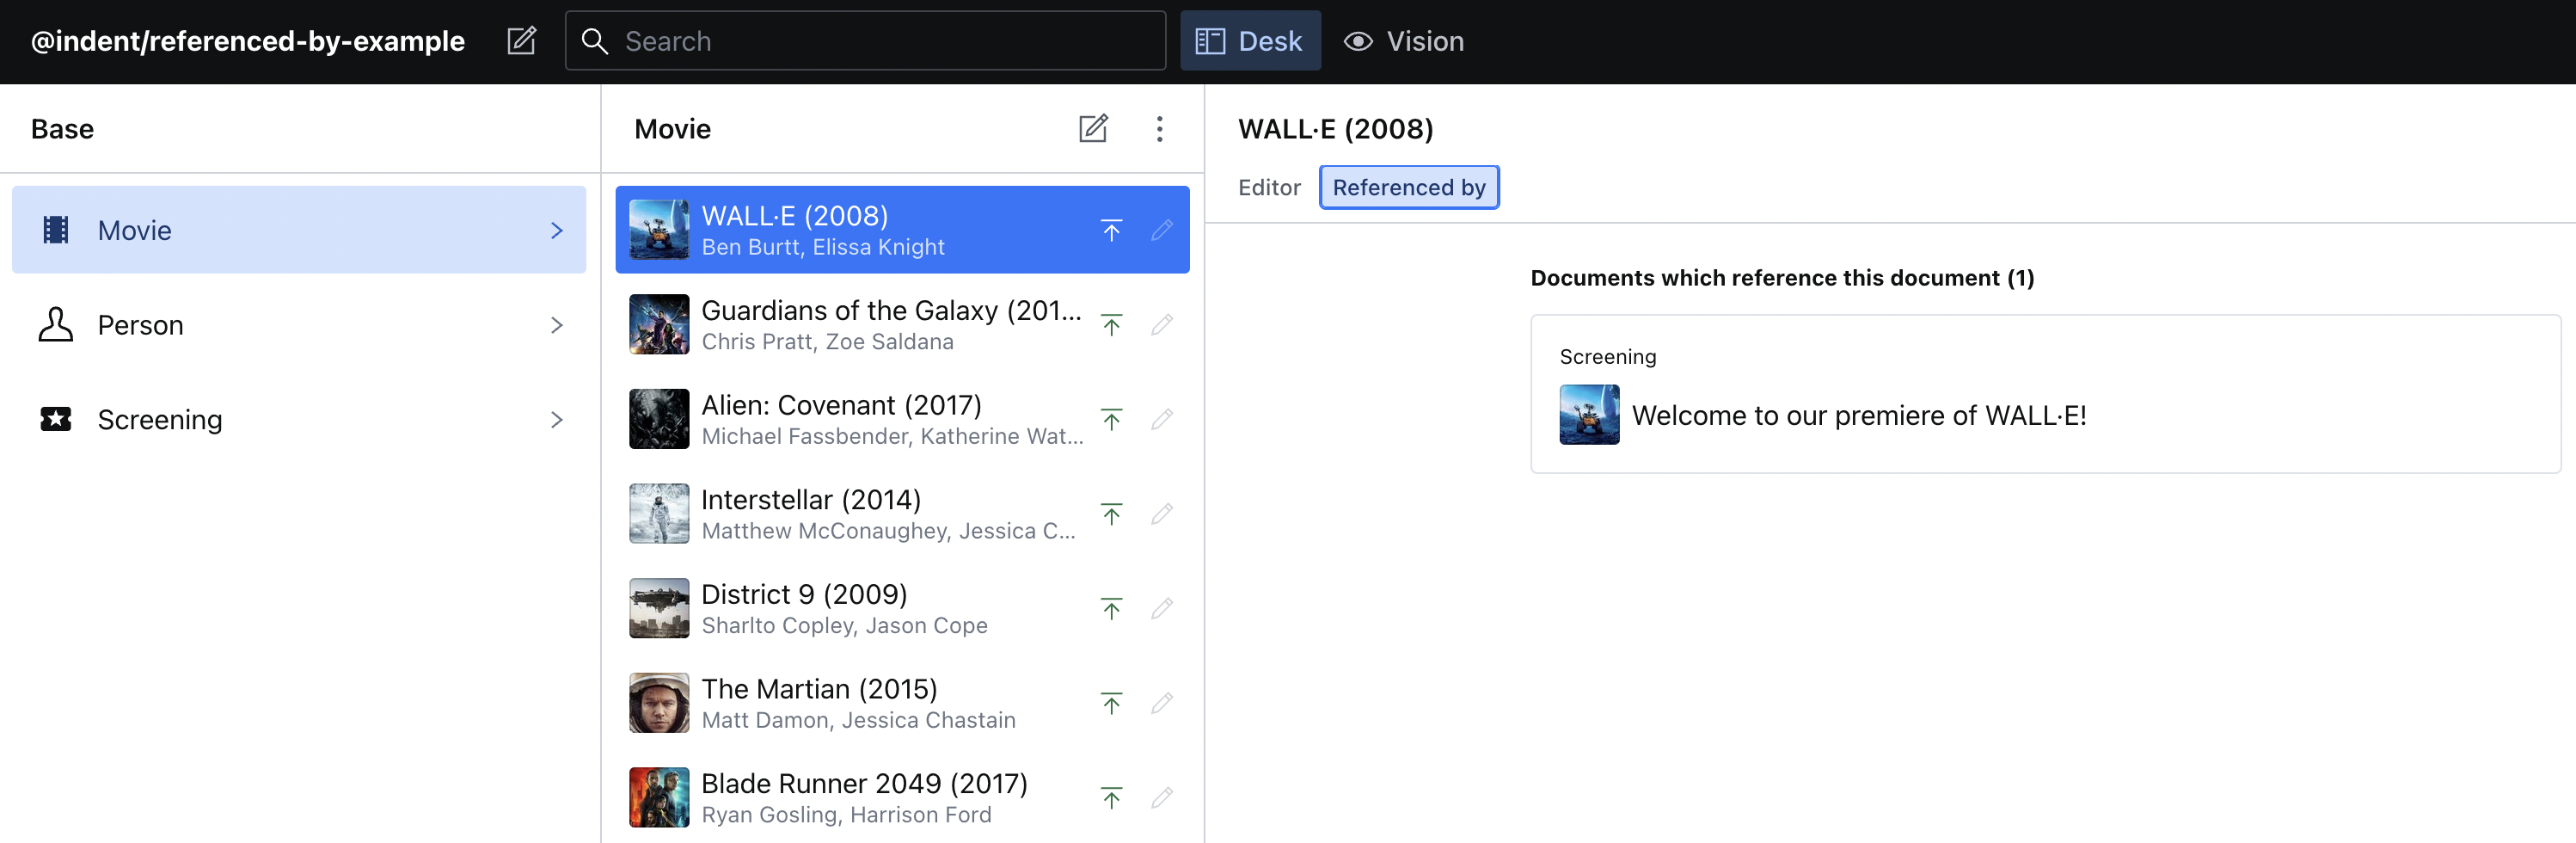 @indent/referenced-by-example
Search
Desk
Vision
Base
Movie
Person
Screening
Movie
WALL·E (2008)
Ben Burtt, Elissa Knight
Guardians of the Galaxy (201...
Chris Pratt, Zoe Saldana
Alien: Covenant (2017)
Michael Fassbender, Katherine Wat...
Interstellar (2014)
Matthew McConaughey, Jessica C...
District 9 (2009)
Sharlto Copley, Jason Cope
The Martian (2015)
Matt Damon, Jessica Chastain
Blade Runner 2049 (2017)
Ryan Gosling, Harrison Ford
WALL·E (2008)
Editor
Referenced by
Documents which reference this document (1)
Screening
Welcome to our premiere of WALL·E!